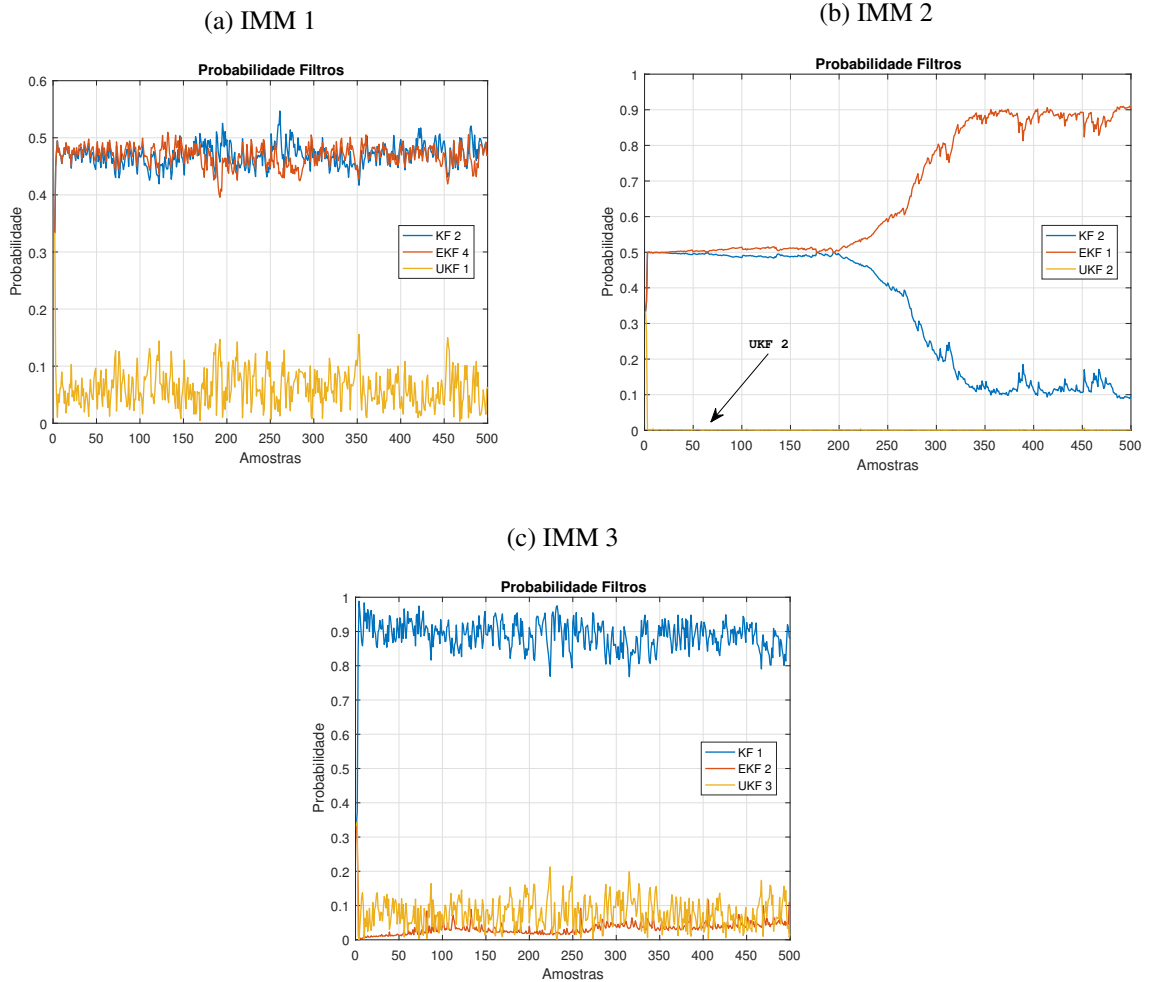 (a) IMM 1
Probabilidade Filtros
0.6
0.5
0.4
0.3
0.2
0.1
0
Probabilidade
KF 2
EKF 4
UKF 1
0 50 100 150 200 250 300 350 400 450 500
Amostras
(b) IMM 2
Probabilidade Filtros
1
0.9
0.8
0.7
0.6
0.5
0.4
0.3
0.2
0.1
0
Probabilidade
KF 2
EKF 1
UKF 2
UKF 2
0 50 100 150 200 250 300 350 400 450 500
Amostras
(c) IMM 3
Probabilidade Filtros
1
0.9
0.8
0.7
0.6
0.5
0.4
0.3
0.2
0.1
0
Probabilidade
KF 1
EKF 2
UKF 3
0 50 100 150 200 250 300 350 400 450 500
Amostras